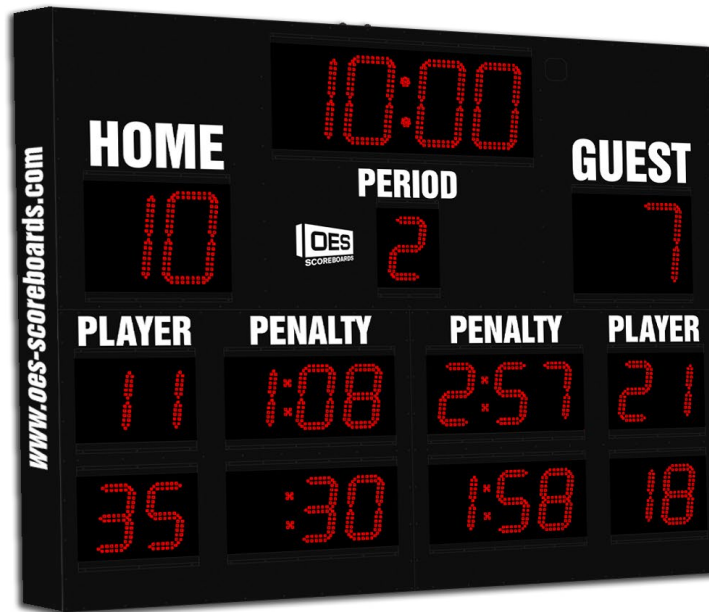 10:00
HOME
GUEST
PERIOD
10
2
7
OES
SCOREBOARDS
PLAYER PENALTY PENALTY PLAYER
11 1:08 2:57 21
35 :30 1:58 18
www.oes-scoreboards.com